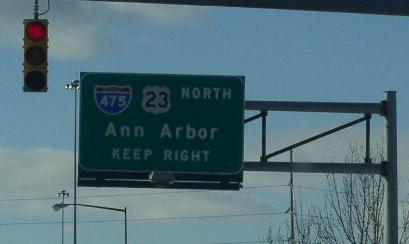 475 23 NORTH
Ann Arbor
KEEP RIGHT